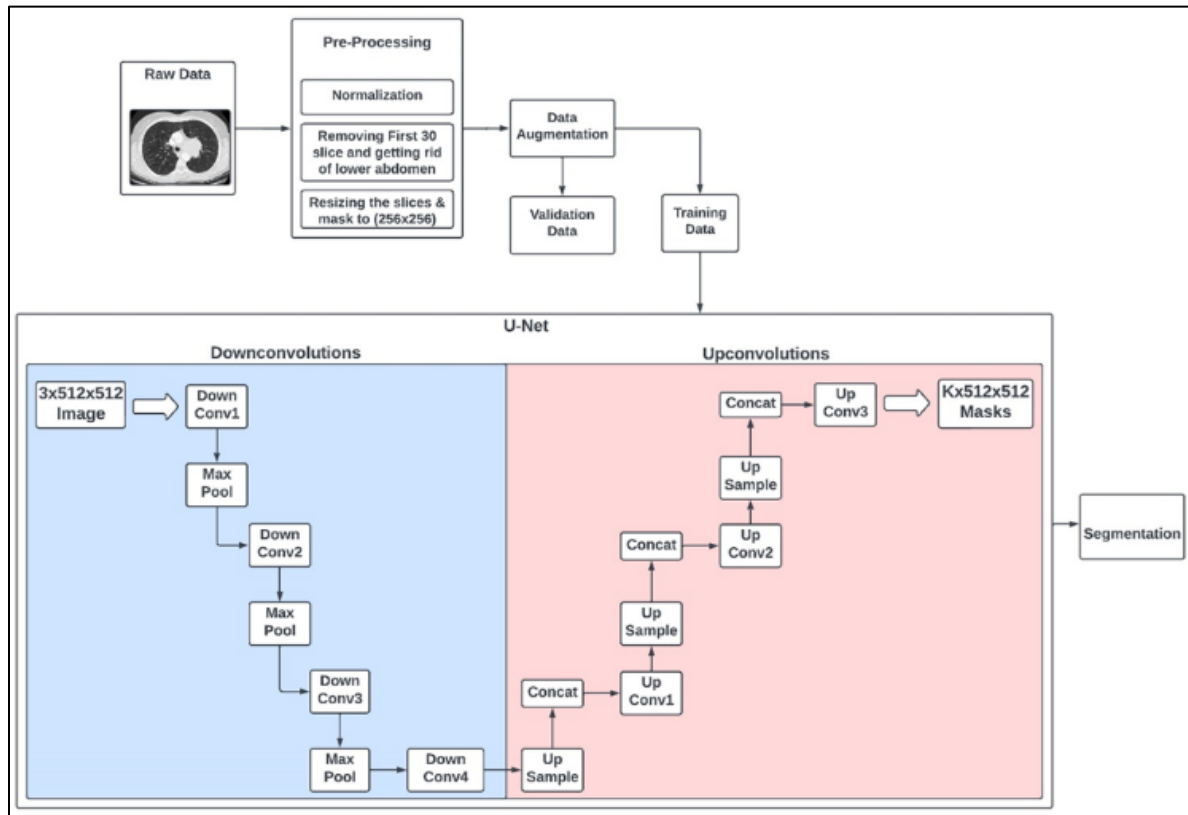 Raw Data
Pre-Processing
Normalization
Removing First 30
slice and getting rid
of lower abdomen
Resizing the slices &
mask to (256x256)
Data
Augmentation
Validation
Data
Training
Data
U-Net
Downconvolutions
Upconvolutions
3x512x512
Image
Down
Conv1
Max
Pool
Down
Conv2
Max
Pool
Down
Conv3
Max
Pool
Down
Conv4
Up
Sample
Concat
Up
Conv1
Up
Sample
Concat
Up
Conv2
Up
Sample
Concat
Up
Conv3
Kx512x512
Masks
Segmentation